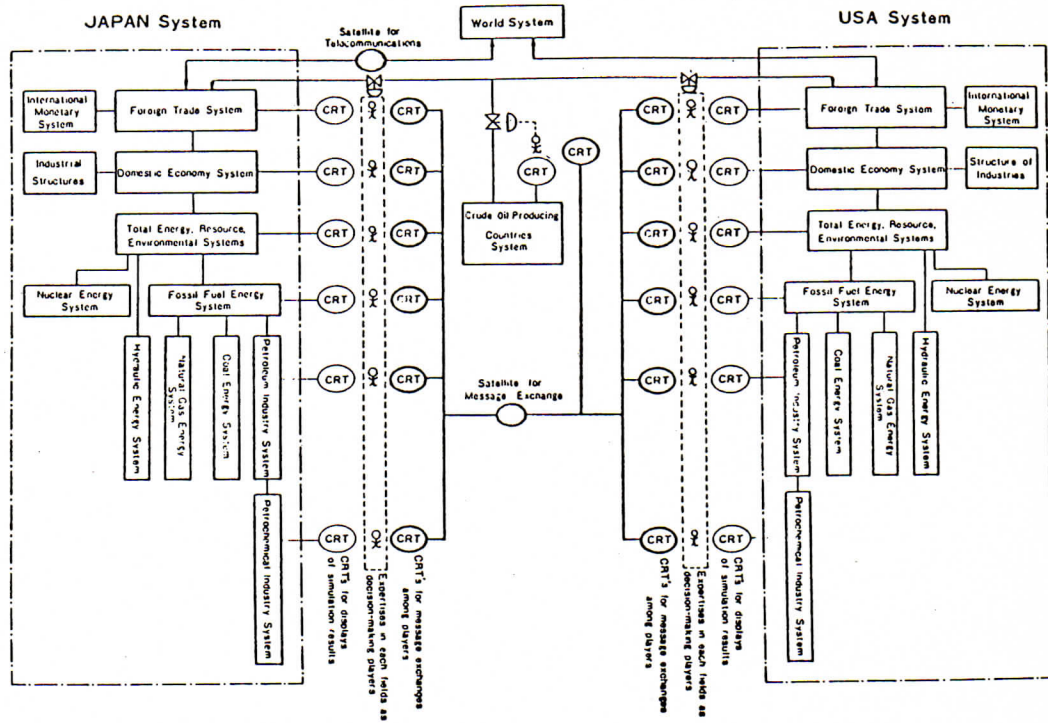 JAPAN System
World System
USA System
Satellite for
Telecommunications
International
Monetary
System
Foroign Trade System
CRT
CRT
CRT
CRT
Foroign Trade System
International
Monetary
System
CRT
CRT
Industrial
Structures
Domestic Economy System
CRT
CRT
CRT
CRT
Domestic Economy System
Structure of
Industries
Total Energy, Resource,
Environmental Systems
CRT
CRT
Crude Oil Producing
Countries
System
CRT
CRT
Total Energy, Resource,
Environmental Systems
Nuclear Energy
System
Fossil Fuel Energy
System
CRT
CRT
CRT
CRT
Fossil Fuel Energy
System
Nuclear Energy
System
Hydraulic Energy System
Natural Gas Energy
System
Coal Energy System
Petroleum Industry System
CRT
CRT
Satellite for
Message Exchange
CRT
CRT
Petroleum Industry System
Coal Energy System
Natural Gas Energy
System
Hydraulic Energy System
Petrochemical Industry System
CRT
CRT
CRT
CRT
Petrochemical Industry System
CRT's for displays
of simulation results
Expertises in each fields as
decision-making players
CRT's for message exchanges
among players
CRT's for message exchanges
among players
Expertises in each fields as
decision-making players
CRT's for displays
of simulation results